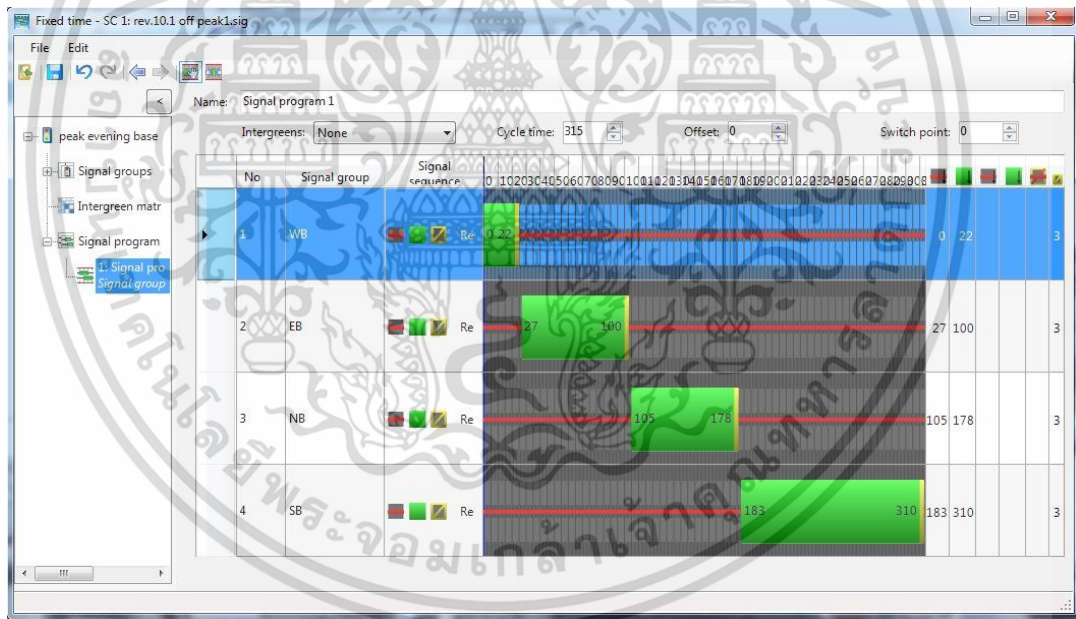 Fixed time - SC 1: rev.10.1 off peak1.sig
File Edit
Name: Signal program 1
peak evening base
Intergreens: None Cycle time: 315 Offset: 0 Switch point: 0
Signal groups
Intergreen matr
Signal program
1: Signal pro
Signal group
No Signal group Signal sequence
1 WB Re 0 22 0 22 3
2 EB Re 27 100 27 100 3
3 NB Re 105 178 105 178 3
4 SB Re 183 310 183 310 3